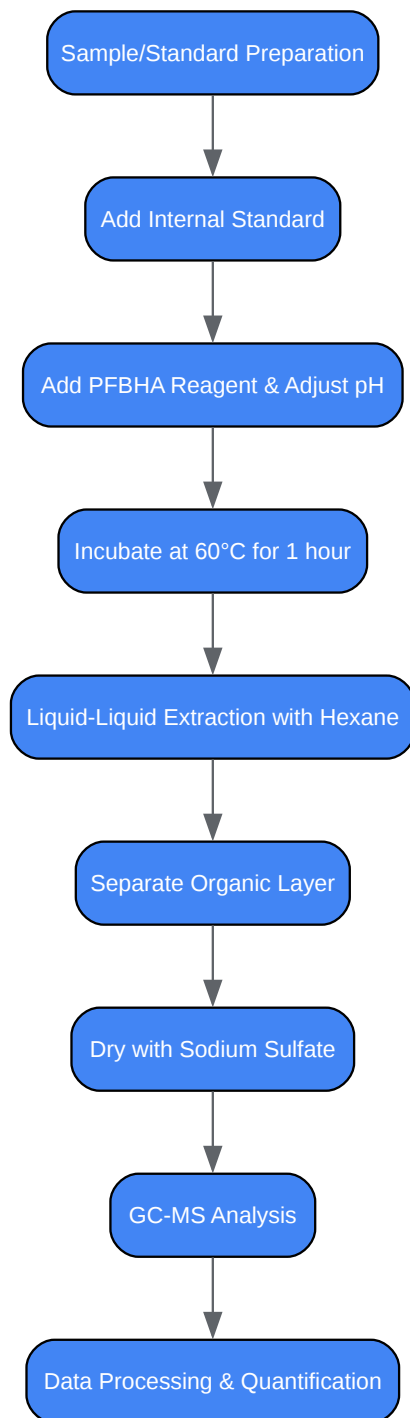 Sample/Standard Preparation
Add Internal Standard
Add PFBHA Reagent & Adjust pH
Incubate at 60°C for 1 hour
Liquid-Liquid Extraction with Hexane
Separate Organic Layer
Dry with Sodium Sulfate
GC-MS Analysis
Data Processing & Quantification